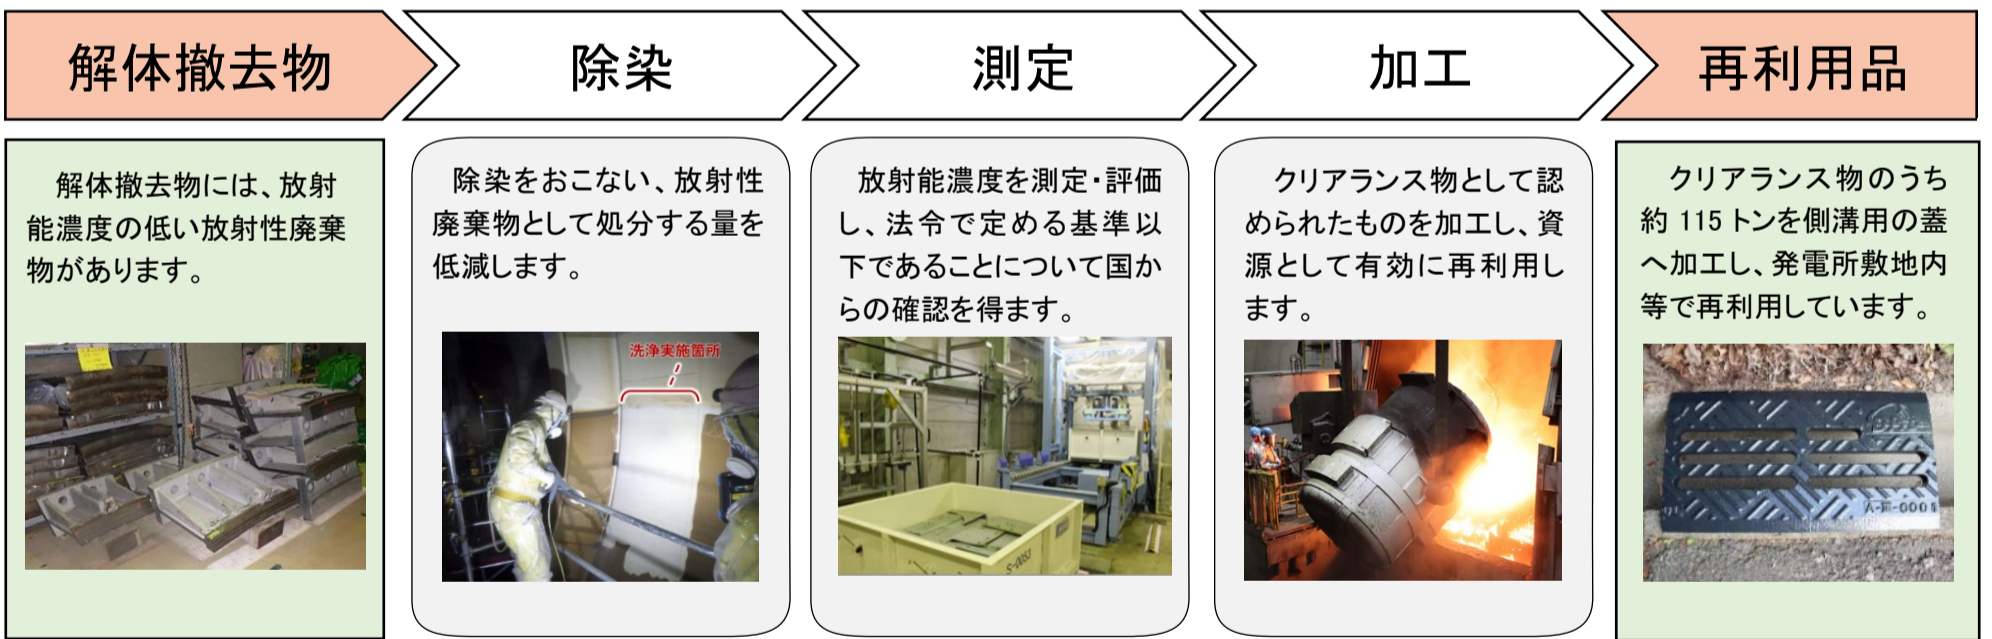 解体撤去物
除染
測定
加工
再利用品
解体撤去物には、放射
能濃度の低い放射性廃棄
物があります。
除染をおこない、放射性
廃棄物として処分する量を
低減します。
洗浄実施箇所
放射能濃度を測定・評価
し、法令で定める基準以
下であることについて国か
らの確認を得ます。
S-0053
クリアランス物として認
められたものを加工し、資
源として有効に再利用し
ます。
クリアランス物のうち
約 115 トンを側溝用の蓋
へ加工し、発電所敷地内
等で再利用しています。